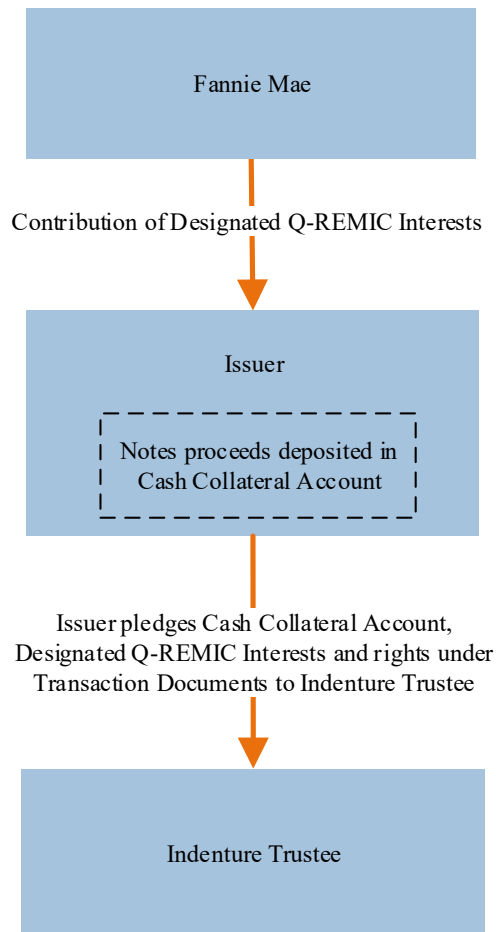 Fannie Mae
Contribution of Designated Q-REMIC Interests
Issuer
Notes proceeds deposited in
Cash Collateral Account
Issuer pledges Cash Collateral Account,
Designated Q-REMIC Interests and rights under
Transaction Documents to Indenture Trustee
Indenture Trustee